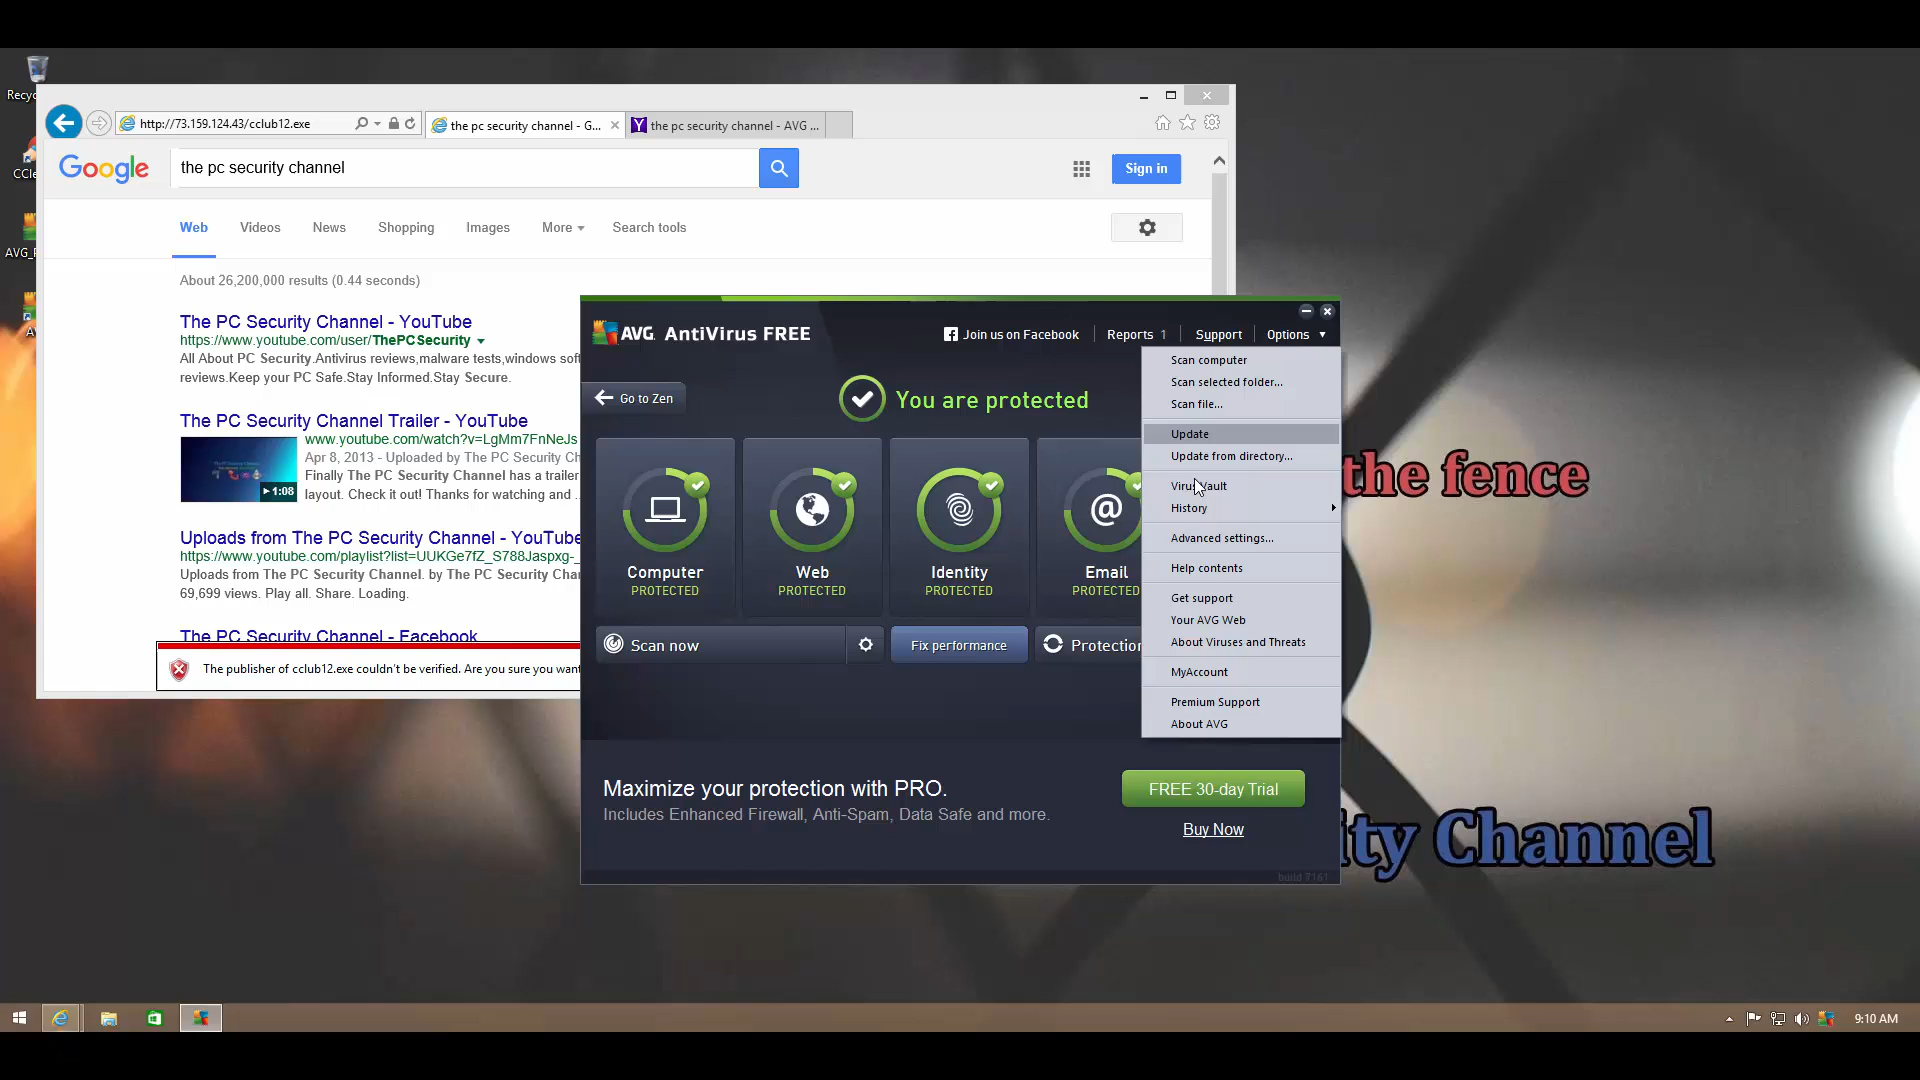 Recyc
http://73.159.124.43/cclub12.exe
the pc security channel - G...
the pc security channel - AVG ...
CCle
Google
the pc security channel
Sign in
Web
Videos
News
Shopping
Images
More
Search tools
AVG_F
About 26,200,000 results (0.44 seconds)
The PC Security Channel - YouTube
https://www.youtube.com/user/ThePCSecurity
All About PC Security.Antivirus reviews,malware tests,windows sof
reviews.Keep your PC Safe.Stay Informed.Stay Secure.
The PC Security Channel Trailer - YouTube
www.youtube.com/watch?v=LgMm7FnNeJs
Apr 8, 2013 - Uploaded by The PC Security C
Finally The PC Security Channel has a trailer
layout. Check it out! Thanks for watching and ..
1:08
Uploads from The PC Security Channel - YouTube
https://www.youtube.com/playlist?list=UUKGe7fZ_S788Jaspxg-_
Uploads from The PC Security Channel. by The PC Security Chan
69,699 views. Play all. Share. Loading.
The PC Security Channel - Facebook
The publisher of cclub12.exe couldn't be verified. Are you sure you want
AVG AntiVirus FREE
Join us on Facebook
Reports 1
Support
Options
Go to Zen
You are protected
Computer
PROTECTED
Web
PROTECTED
Identity
PROTECTED
Email
PROTECTED
Scan now
Fix performance
Protection
Scan computer
Scan selected folder...
Scan file...
Update
Update from directory...
Virus Vault
History
Advanced settings...
Help contents
Get support
Your AVG Web
About Viruses and Threats
MyAccount
Premium Support
About AVG
Maximize your protection with PRO.
Includes Enhanced Firewall, Anti-Spam, Data Safe and more.
FREE 30-day Trial
Buy Now
build 7161
the fence
ity Channel
9:10 AM